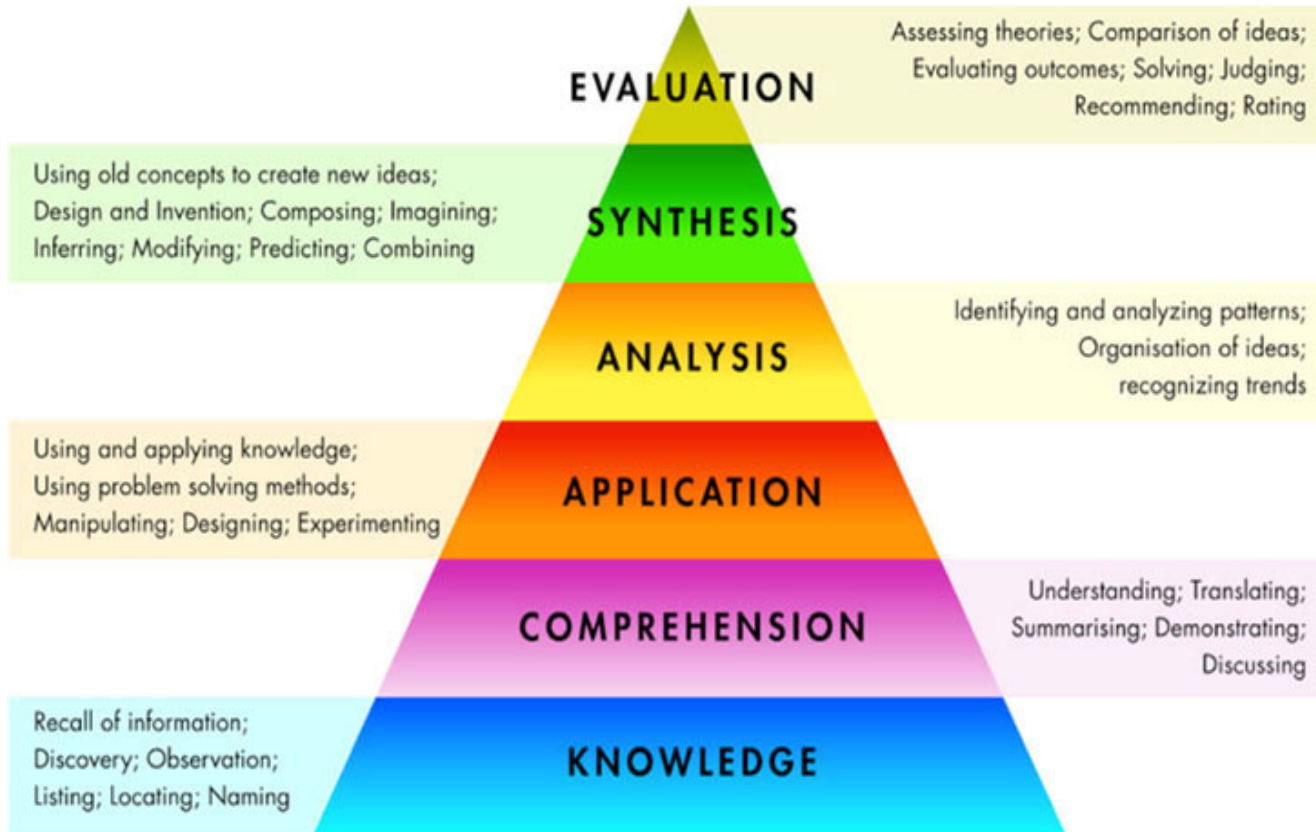 Assessing theories; Comparison of ideas;
Evaluating outcomes; Solving; Judging;
Recommending; Rating
EVALUATION
Using old concepts to create new ideas;
Design and Invention; Composing; Imagining;
Inferring; Modifying; Predicting; Combining
SYNTHESIS
Identifying and analyzing patterns;
Organisation of ideas;
recognizing trends
ANALYSIS
Using and applying knowledge;
Using problem solving methods;
Manipulating; Designing; Experimenting
APPLICATION
Understanding; Translating;
Summarising; Demonstrating;
Discussing
COMPREHENSION
Recall of information;
Discovery; Observation;
Listing; Locating; Naming
KNOWLEDGE